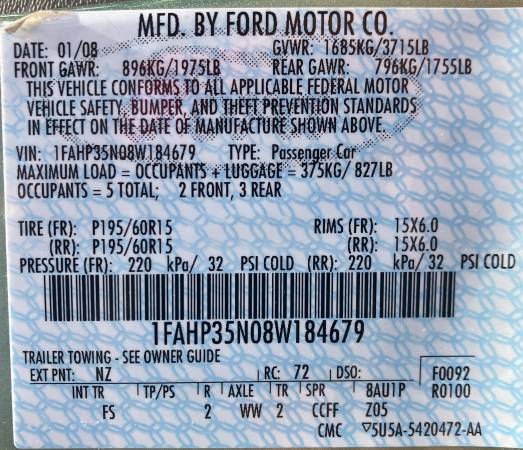 MFD. BY FORD MOTOR CO.
DATE: 01/08 GVWR: 1685KG/3715LB
FRONT GAWR: 896KG/1975LB REAR GAWR: 796KG/1755LB
THIS VEHICLE CONFORMS TO ALL APPLICABLE FEDERAL MOTOR
VEHICLE SAFETY, BUMPER, AND THEFT PREVENTION STANDARDS
IN EFFECT ON THE DATE OF MANUFACTURE SHOWN ABOVE.
VIN: 1FAHP35N08W184679 TYPE: Passenger Car
MAXIMUM LOAD = OCCUPANTS + LUGGAGE = 375KG/ 827LB
OCCUPANTS = 5 TOTAL; 2 FRONT, 3 REAR
TIRE (FR): P195/60R15 RIMS (FR): 15X6.0
(RR): P195/60R15 (RR): 15X6.0
PRESSURE (FR): 220 kPa/ 32 PSI COLD (RR): 220 kPa/ 32 PSI COLD
1FAHP35N08W184679
TRAILER TOWING - SEE OWNER GUIDE
EXT PNT: NZ RC: 72 DSO: F0092
INT TR TP/PS R AXLE TR SPR 8AU1P R0100
FS 2 WW 2 CCFF Z05
CMC ▽5U5A-5420472-AA